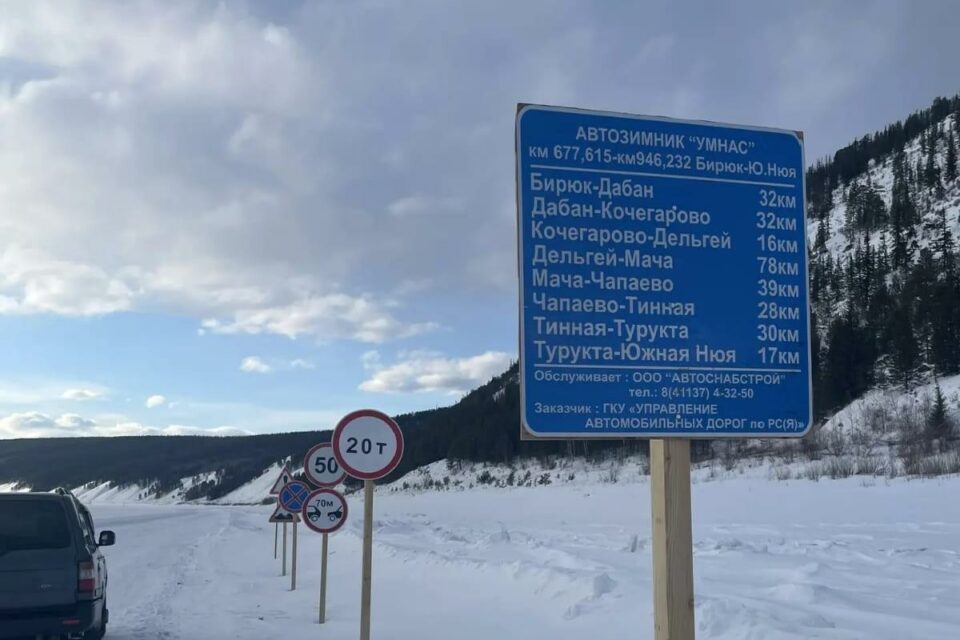 АВТОЗИМНИК "УМНАС"
км 677,615-км946,232 Бирюк-Ю.Нюя
Бирюк-Дабан 32км
Дабан-Кочегарово 32км
Кочегарово-Дельгей 16км
Дельгей-Мача 78км
Мача-Чапаево 39км
Чапаево-Тинная 28км
Тинная-Турукта 30км
Турукта-Южная Нюя 17км
Обслуживает : ООО "АВТОСНАБСТРОЙ"
тел.: 8(41137) 4-32-50
Заказчик : ГКУ «УПРАВЛЕНИЕ
АВТОМОБИЛЬНЫХ ДОРОГ по РС(Я)»
20т
50
70м